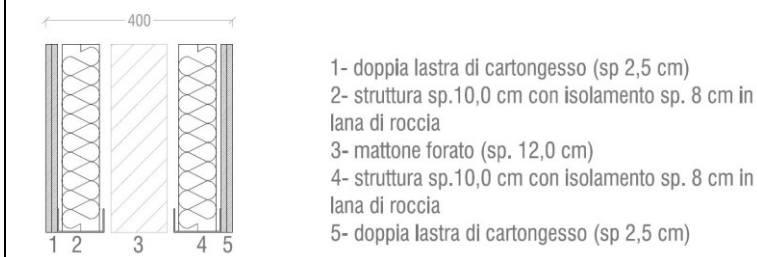 400
1- doppia lastra di cartongesso (sp 2,5 cm)
2- struttura sp.10,0 cm con isolamento sp. 8 cm in
lana di roccia
3- mattone forato (sp. 12,0 cm)
4- struttura sp.10,0 cm con isolamento sp. 8 cm in
lana di roccia
5- doppia lastra di cartongesso (sp 2,5 cm)
1 2 3 4 5